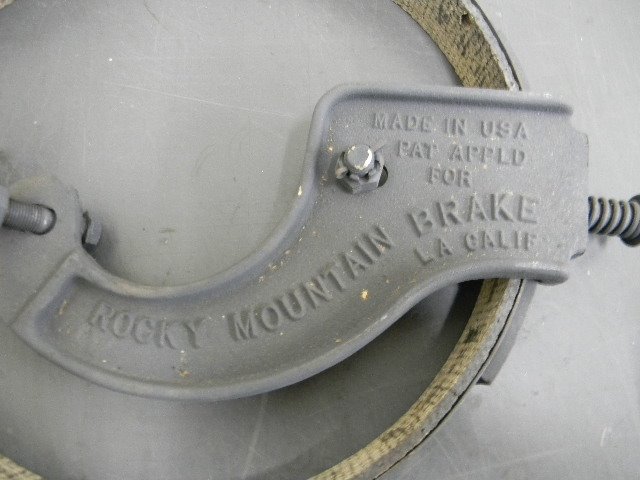 MADE IN USA
PAT APPLD
FOR
ROCKY MOUNTAIN BRAKE
LA CALIF